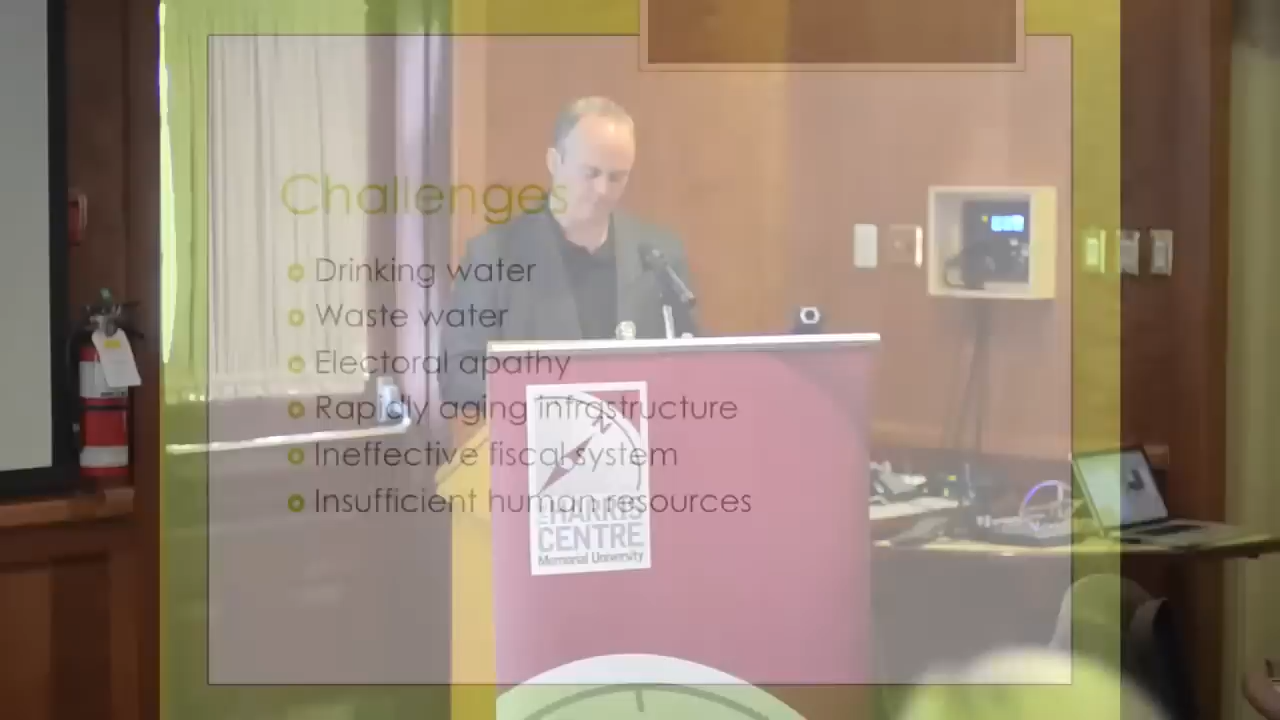 Challenges
Drinking water
Waste water
Electoral apathy
Rapidly aging infrastructure
Ineffective fiscal system
Insufficient human resources
N
THE HARRIS
CENTRE
Memorial University